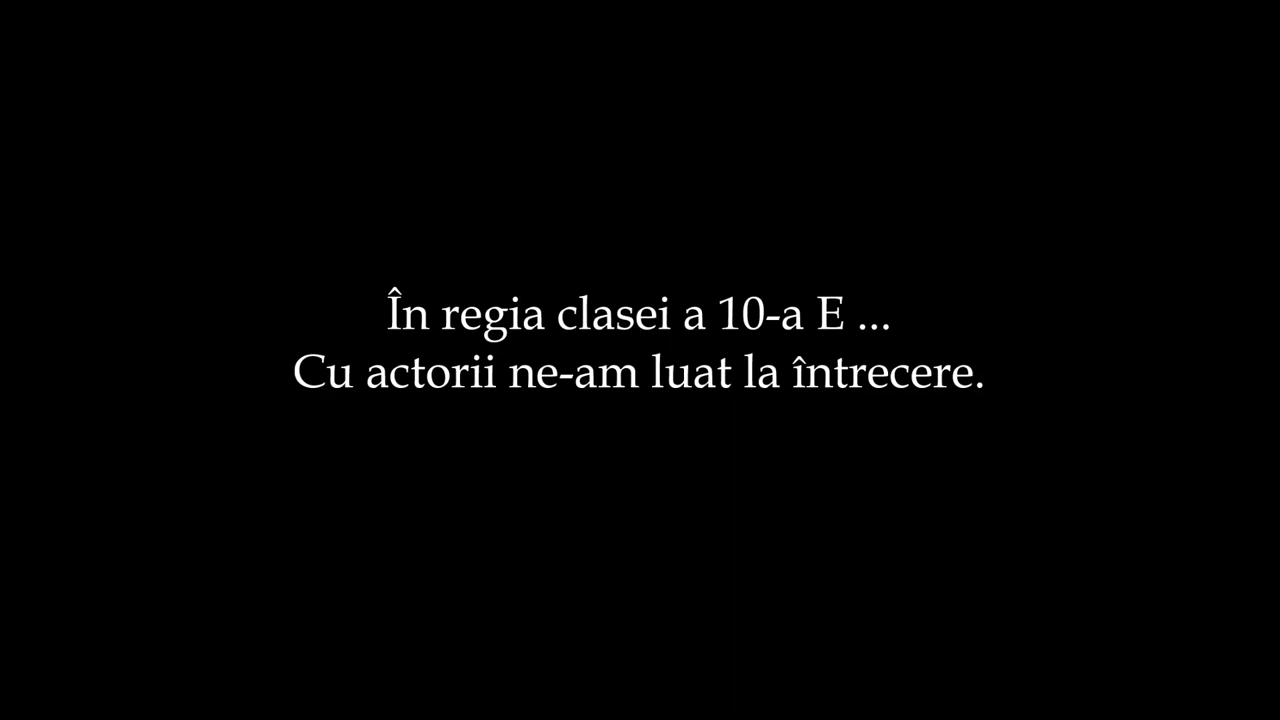 În regia clasei a 10-a E ...
Cu actorii ne-am luat la întrecere.